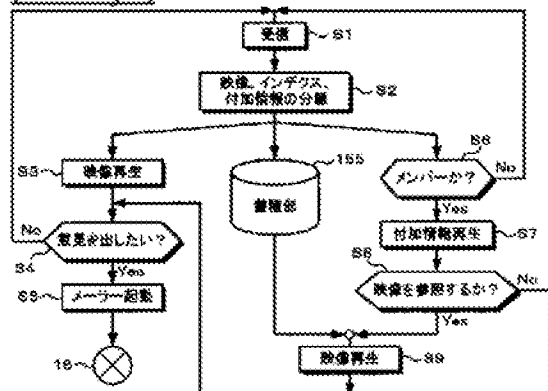 受信
S1
映像、インデクス、
付加情報の分離
S2
S3
映像再生
155
蓄積部
S6
メンバーか?
No
Yes
No
意見を出したい?
S4
付加情報再生
S7
Yes
S5
メーラー起動
S8
映像を参照するか?
No
Yes
16
映像再生
S9